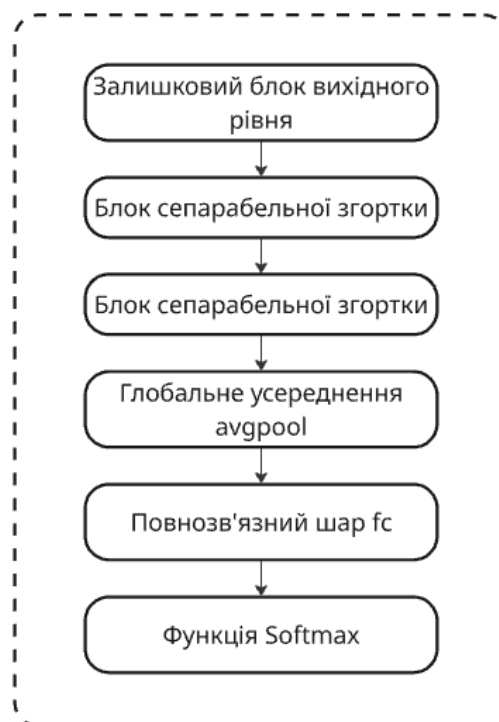 Залишковий блок вихідного
рівня
Блок сепарабельної згортки
Блок сепарабельної згортки
Глобальне усереднення
avgpool
Повнозв'язний шар fc
Функція Softmax